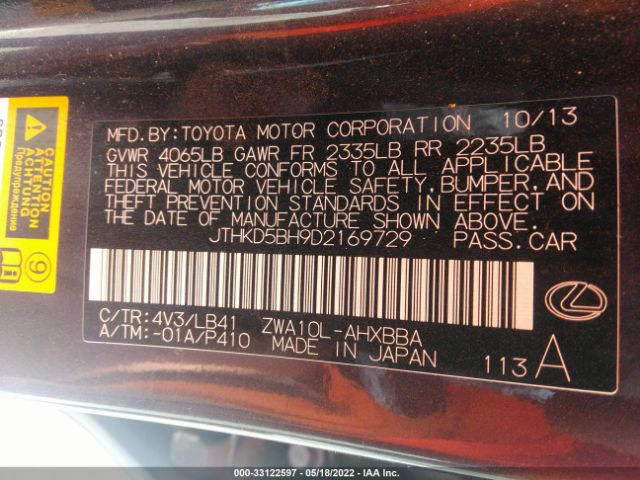 MFD.BY:TOYOTA MOTOR CORPORATION 10/13
GVWR 4065LB GAWR FR 2335LB RR 2235LB
THIS VEHICLE CONFORMS TO ALL APPLICABLE
FEDERAL MOTOR VEHICLE SAFETY,BUMPER,AND
THEFT PREVENTION STANDARDS IN EFFECT ON
THE DATE OF MANUFACTURE SHOWN ABOVE.
JTHKD5BH9D2169729 PASS.CAR
C/TR:4V3/LB41 ZWA10L-AHXBBA
A/TM:-01A/P410 MADE IN JAPAN 113 A
CAUTION
ATTENTION
ACHTUNG
Предупреждение
9
000-33122597 - 05/18/2022 - IAA Inc.